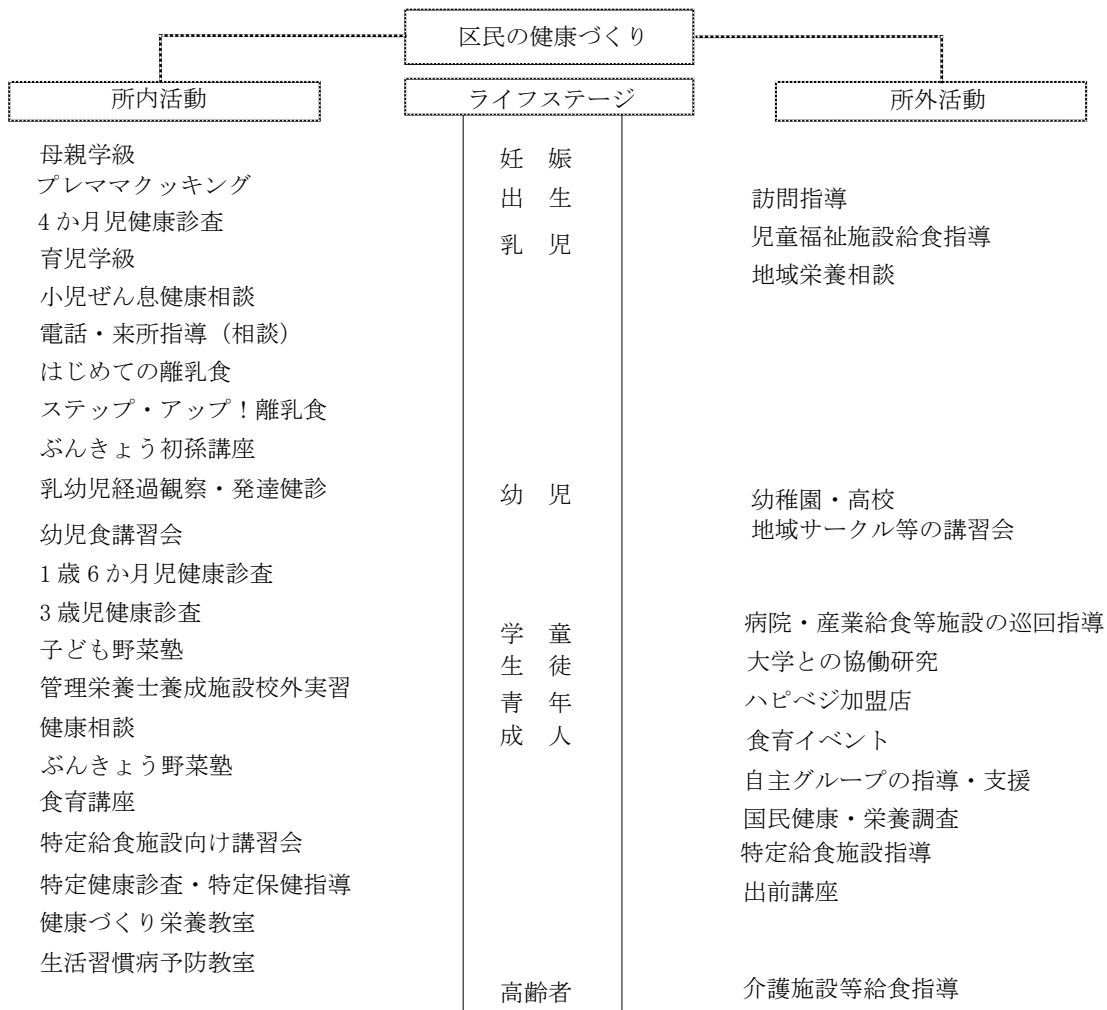 区民の健康づくり
所内活動
ライフステージ
所外活動
母親学級
プレママクッキング
4か月児健康診査
育児学級
小児ぜん息健康相談
電話・来所指導（相談）
はじめての離乳食
ステップ・アップ！離乳食
ぶんきょう初孫講座
乳幼児経過観察・発達健診
幼児食講習会
1歳6か月児健康診査
3歳児健康診査
子ども野菜塾
管理栄養士養成施設校外実習
健康相談
ぶんきょう野菜塾
食育講座
特定給食施設向け講習会
特定健康診査・特定保健指導
健康づくり栄養教室
生活習慣病予防教室
妊　娠
出　生
乳　児
幼　児
学　童
生　徒
青　年
成　人
高齢者
訪問指導
児童福祉施設給食指導
地域栄養相談
幼稚園・高校
地域サークル等の講習会
病院・産業給食等施設の巡回指導
大学との協働研究
ハピベジ加盟店
食育イベント
自主グループの指導・支援
国民健康・栄養調査
特定給食施設指導
出前講座
介護施設等給食指導